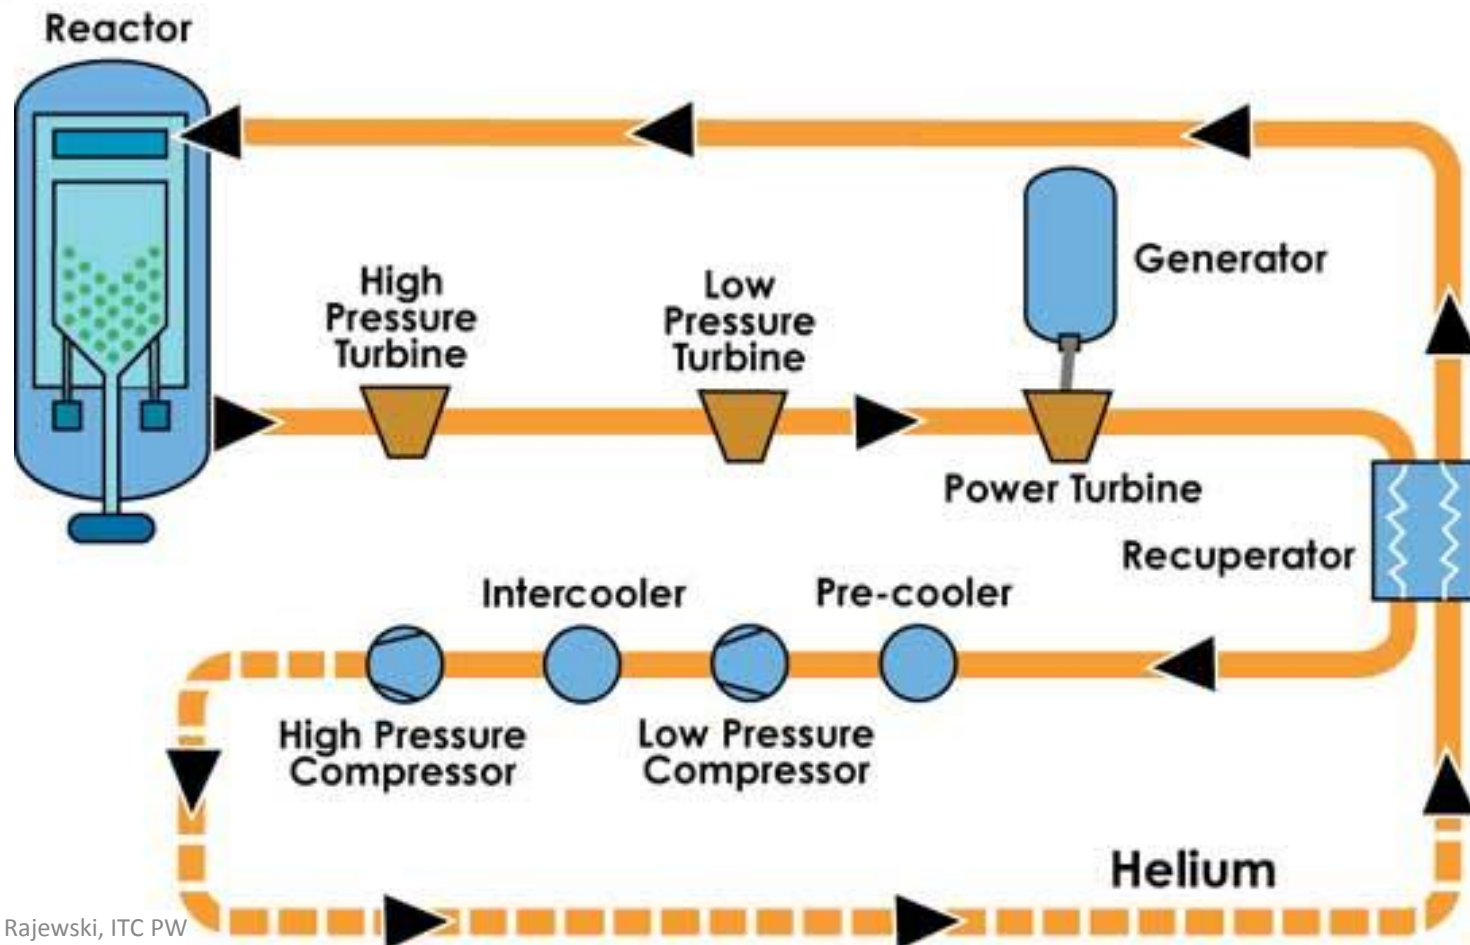 Reactor
High
Pressure
Turbine
Low
Pressure
Turbine
Generator
Power Turbine
Recuperator
Intercooler
Pre-cooler
High Pressure
Compressor
Low Pressure
Compressor
Helium
Rajewski, ITC PW